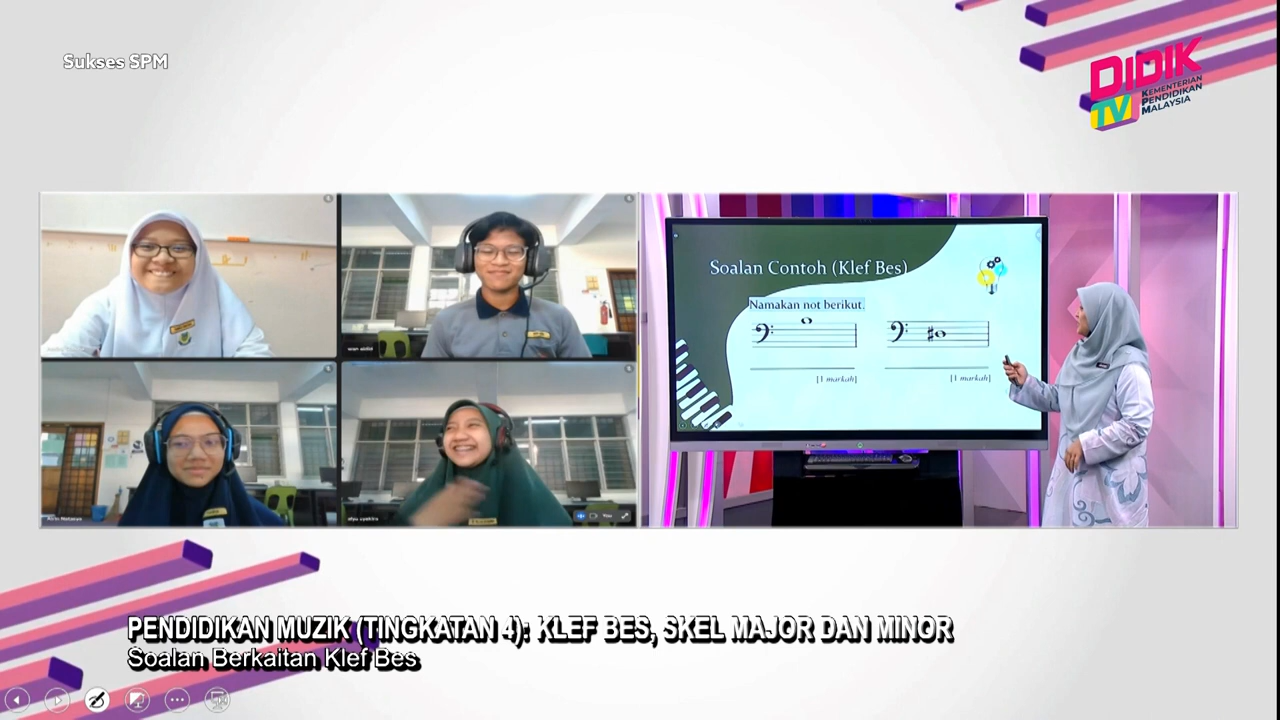 Sukses SPM
DIDIK
TV
KEMENTERIAN
PENDIDIKAN
MALAYSIA
Soalan Contoh (Klef Bes)
Namakan not berikut.
[1 markah]
[1 markah]
You
PENDIDIKAN MUZIK (TINGKATAN 4): KLEF BES, SKEL MAJOR DAN MINOR
Soalan Berkaitan Klef Bes